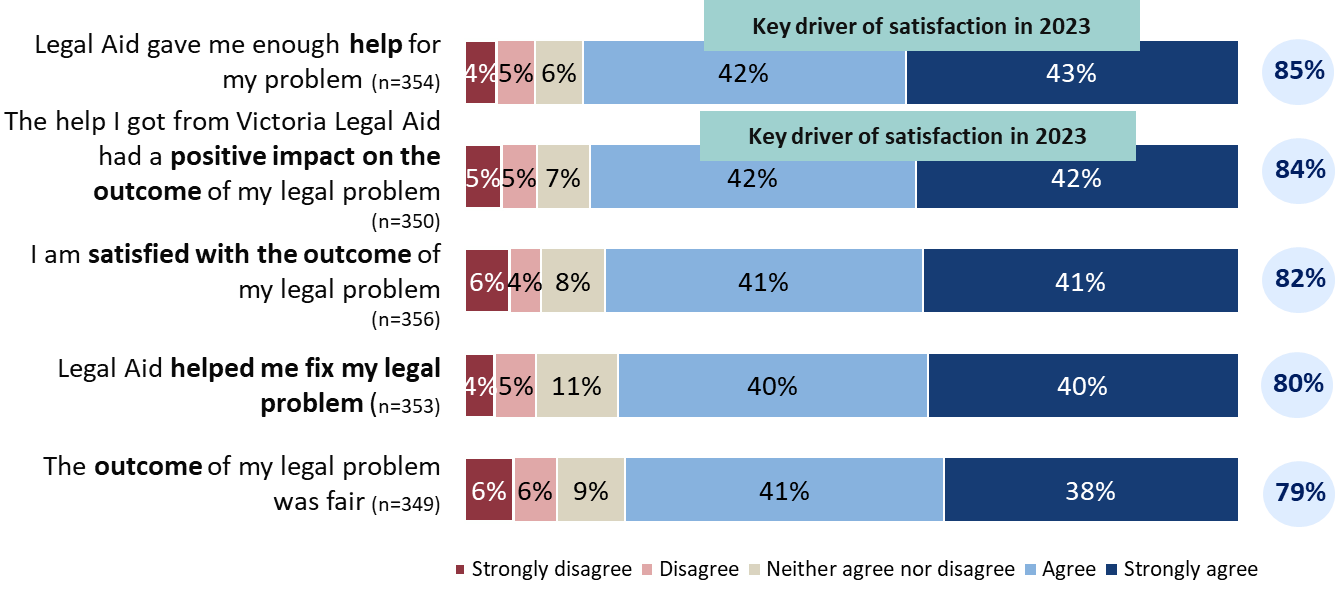 Key driver of satisfaction in 2023
Legal Aid gave me enough help for
my problem (n=354)
4% 5% 6% 42% 43% 85%
The help I got from Victoria Legal Aid
had a positive impact on the
outcome of my legal problem
(n=350)
Key driver of satisfaction in 2023
5% 5% 7% 42% 42% 84%
I am satisfied with the outcome of
my legal problem
(n=356)
6% 4% 8% 41% 41% 82%
Legal Aid helped me fix my legal
problem (n=353)
4% 5% 11% 40% 40% 80%
The outcome of my legal problem
was fair (n=349)
6% 6% 9% 41% 38% 79%
Strongly disagree Disagree Neither agree nor disagree Agree Strongly agree